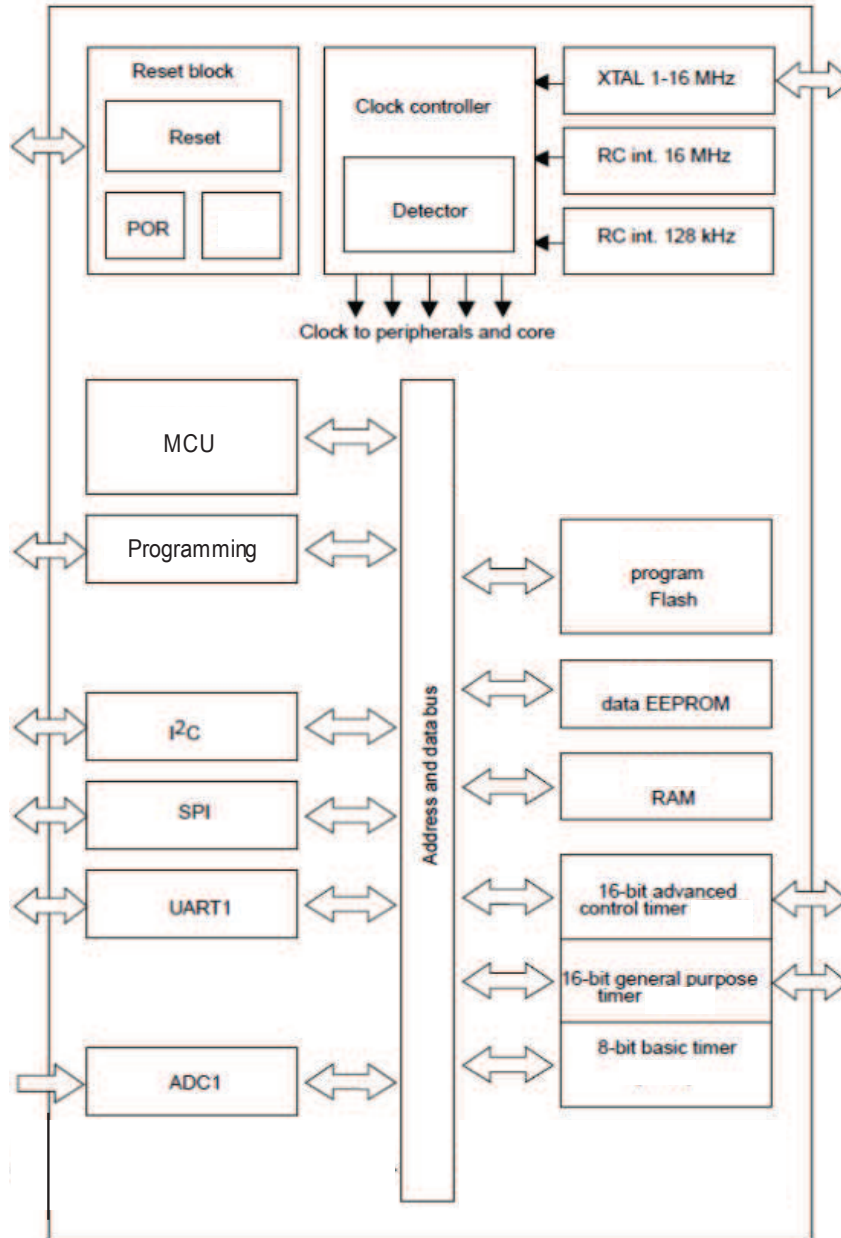 Reset block
Reset
POR
Clock controller
Detector
XTAL 1-16 MHz
RC int. 16 MHz
RC int. 128 kHz
Clock to peripherals and core
MCU
Programming
I²C
SPI
UART1
ADC1
Address and data bus
program
Flash
data EEPROM
RAM
16-bit advanced
control timer
16-bit general purpose
timer
8-bit basic timer